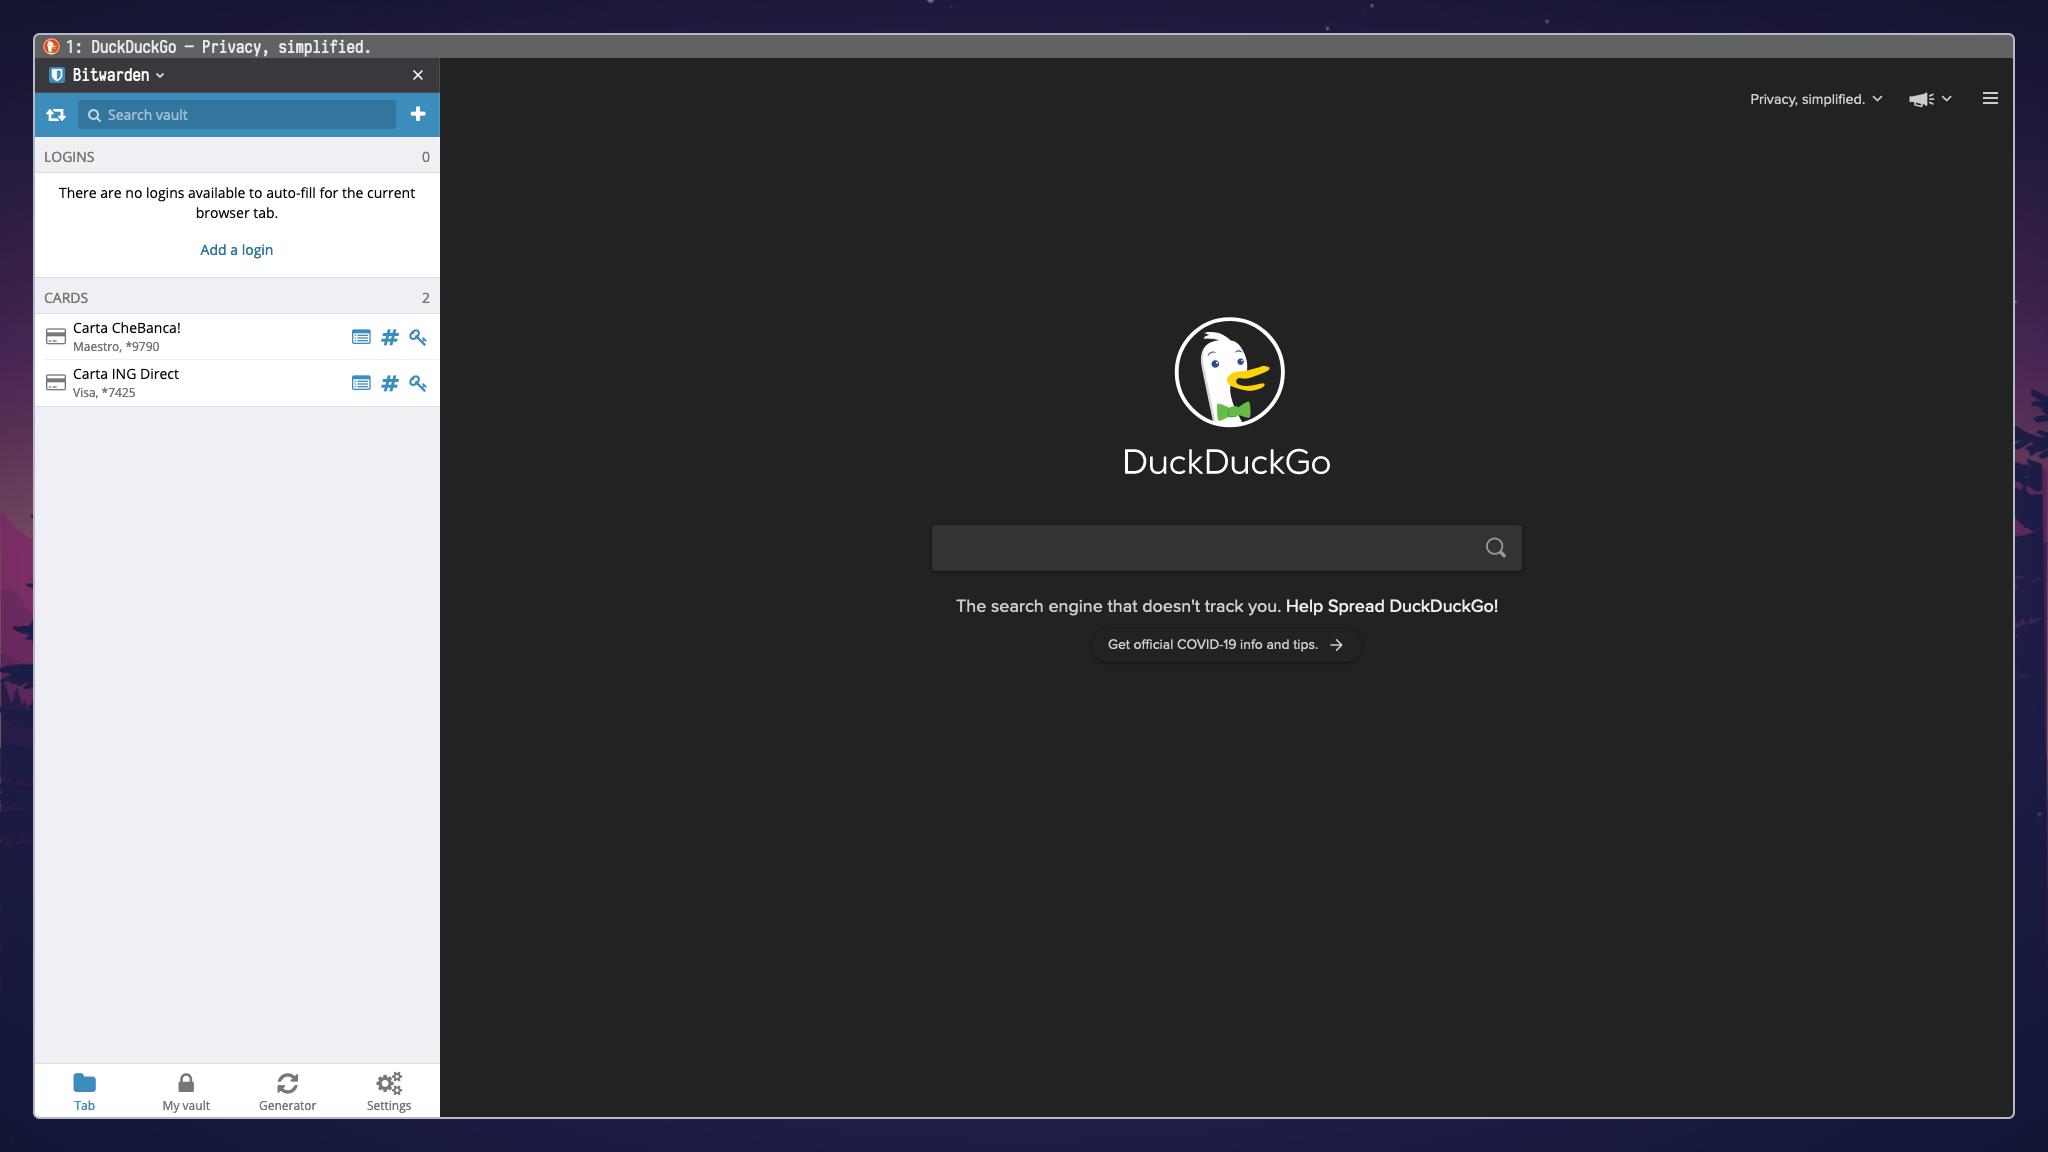 1: DuckDuckGo — Privacy, simplified.
Bitwarden
Search vault
LOGINS 0
There are no logins available to auto-fill for the current
browser tab.
Add a login
CARDS 2
Carta CheBanca!
Maestro, *9790
Carta ING Direct
Visa, *7425
Tab
My vault
Generator
Settings
Privacy, simplified.
DuckDuckGo
The search engine that doesn't track you. Help Spread DuckDuckGo!
Get official COVID-19 info and tips.